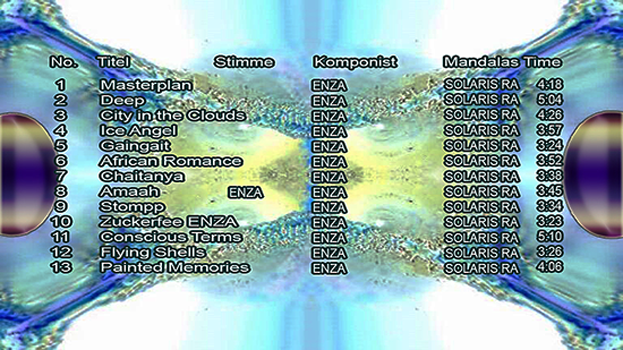 No. Titel Stimme Komponist Mandalas Time
1 Masterplan ENZA SOLARIS RA 4:18
2 Deep ENZA SOLARIS RA 5:04
3 City in the Clouds ENZA SOLARIS RA 4:26
4 Ice Angel ENZA SOLARIS RA 3:57
5 Gaingait ENZA SOLARIS RA 3:24
6 African Romance ENZA SOLARIS RA 3:52
7 Chaitanya ENZA SOLARIS RA 3:38
8 Amaah ENZA ENZA SOLARIS RA 3:45
9 Stompp ENZA SOLARIS RA 3:34
10 Zuckerfee ENZA ENZA SOLARIS RA 3:23
11 Conscious Terms ENZA SOLARIS RA 5:10
12 Flying Shells ENZA SOLARIS RA 3:26
13 Painted Memories ENZA SOLARIS RA 4:06